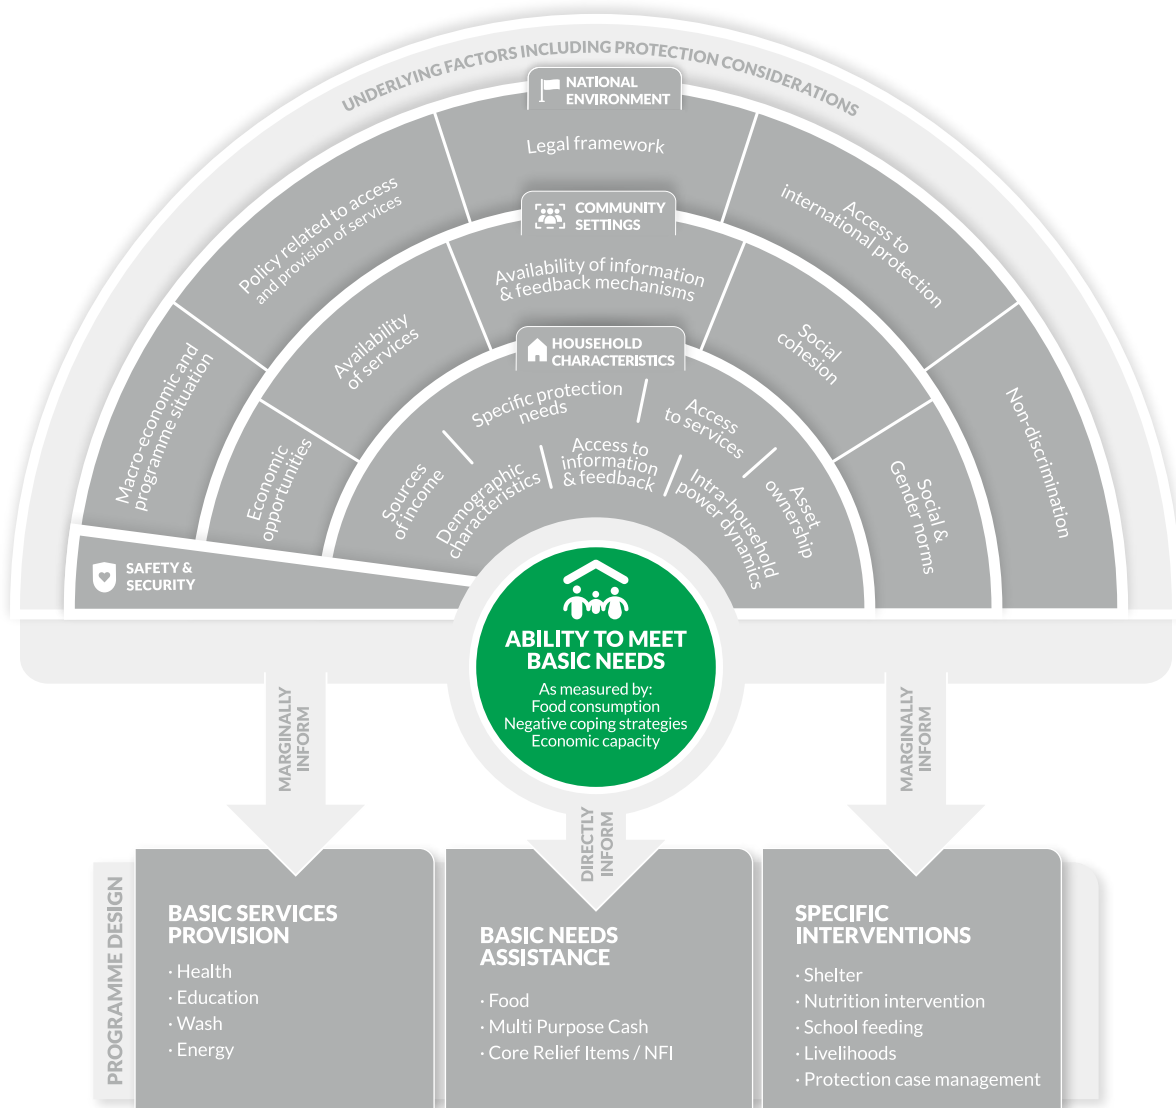 UNDERLYING FACTORS INCLUDING PROTECTION CONSIDERATIONS
NATIONAL
ENVIRONMENT
Macro-economic and
programme situation
Policy related to access
and provision of services
Legal framework
Access to
international protection
Non-discrimination
COMMUNITY
SETTINGS
Economic
opportunities
Availability
of services
Availability of information
& feedback mechanisms
Social
cohesion
Social &
Gender norms
HOUSEHOLD
CHARACTERISTICS
Sources
of income
Specific protection
needs
Access
to services
Asset
ownership
Demographic
characteristics
Access to
information
& feedback
Intra-household
power dynamics
SAFETY &
SECURITY
ABILITY TO MEET
BASIC NEEDS
As measured by:
Food consumption
Negative coping strategies
Economic capacity
MARGINALLY
INFORM
DIRECTLY
INFORM
MARGINALLY
INFORM
PROGRAMME DESIGN
BASIC SERVICES
PROVISION
· Health
· Education
· Wash
· Energy
BASIC NEEDS
ASSISTANCE
· Food
· Multi Purpose Cash
· Core Relief Items / NFI
SPECIFIC
INTERVENTIONS
· Shelter
· Nutrition intervention
· School feeding
· Livelihoods
· Protection case management